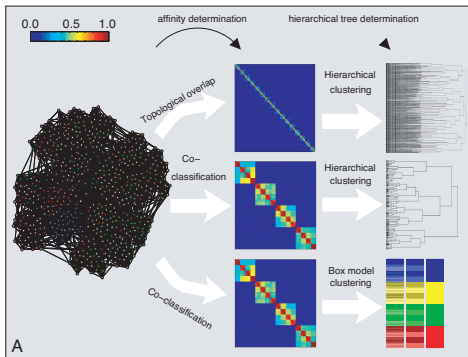 affinity determination
hierarchical tree determination
0.0 0.5 1.0
Topological overlap
Hierarchical
clustering
Co-
classification
Hierarchical
clustering
Co-classification
Box model
clustering
A